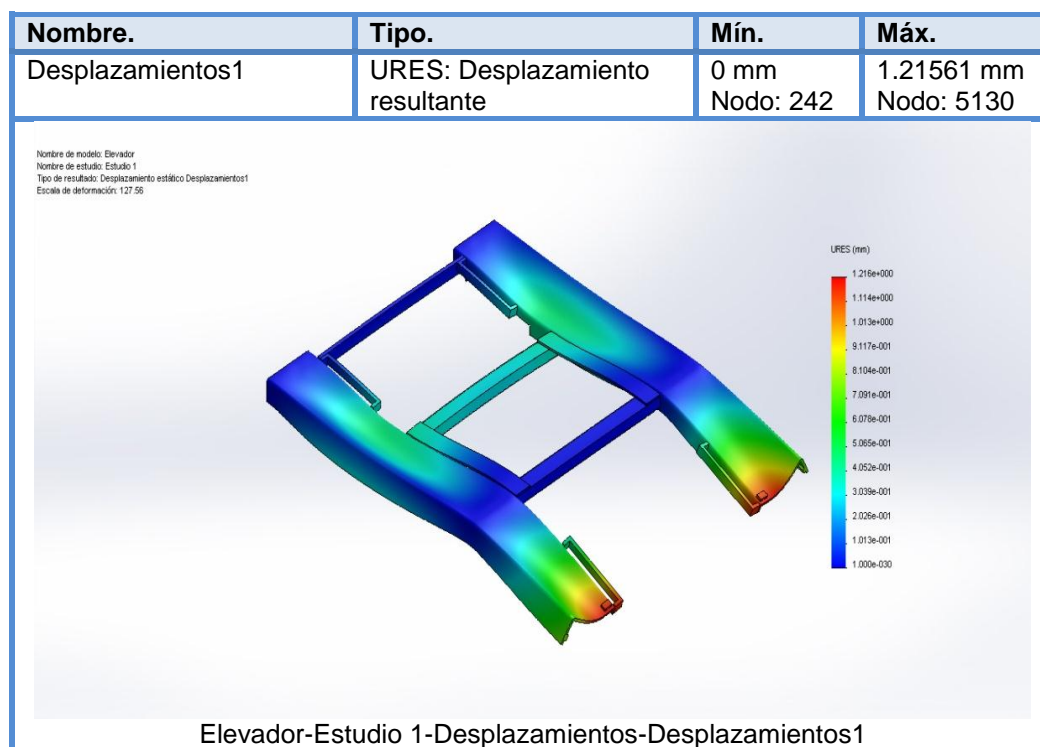 Nombre.
Tipo.
Mín.
Máx.
Desplazamientos1
URES: Desplazamiento
resultante
0 mm
Nodo: 242
1.21561 mm
Nodo: 5130
Nombre de modelo: Elevador
Nombre de estudio: Estudio 1
Tipo de resultado: Desplazamiento estático Desplazamientos1
Escala de deformación: 127.56
URES (mm)
1.216e+000
1.114e+000
1.013e+000
9.117e-001
8.104e-001
7.091e-001
6.078e-001
5.065e-001
4.052e-001
3.039e-001
2.026e-001
1.013e-001
1.000e-030
Elevador-Estudio 1-Desplazamientos-Desplazamientos1